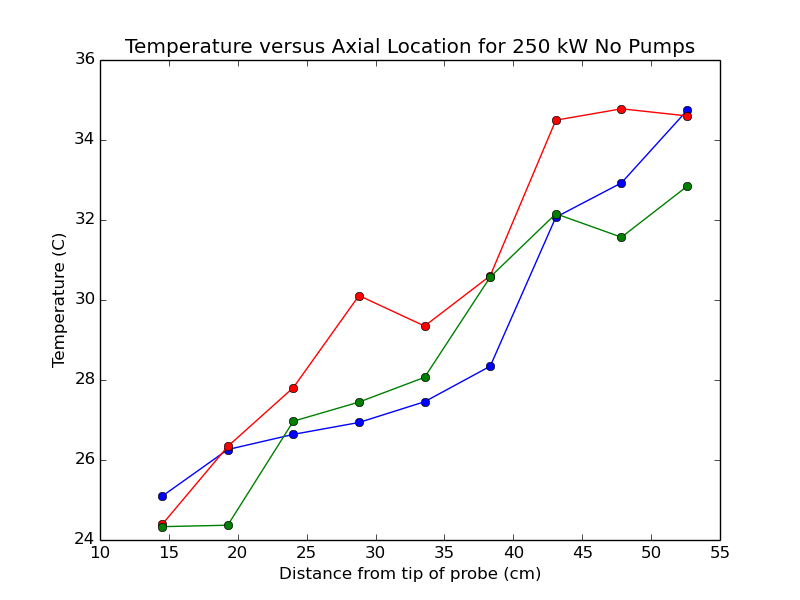 Temperature versus Axial Location for 250 kW No Pumps
36
34
32
30
28
26
24
Temperature (C)
10 15 20 25 30 35 40 45 50 55
Distance from tip of probe (cm)